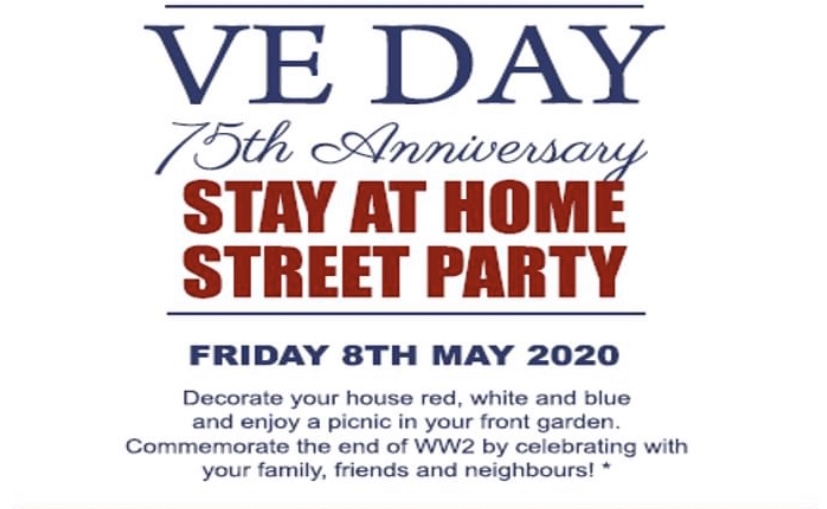 VE DAY
75th Anniversary
STAY AT HOME
STREET PARTY
FRIDAY 8TH MAY 2020
Decorate your house red, white and blue
and enjoy a picnic in your front garden.
Commemorate the end of WW2 by celebrating with
your family, friends and neighbours! *